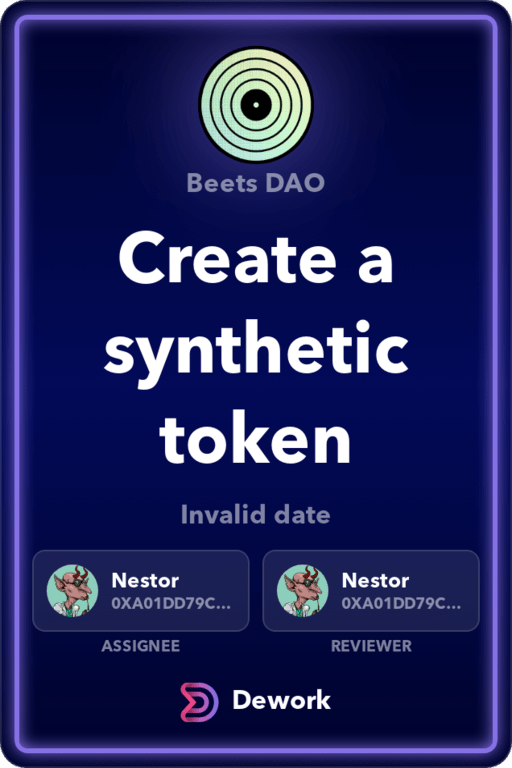 Beets DAO
Create a
synthetic
token
Invalid date
Nestor
0XA01DD79C...
ASSIGNEE
Nestor
0XA01DD79C...
REVIEWER
Dework